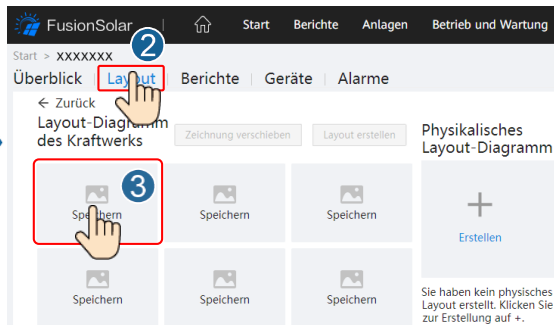 FusionSolar Start Berichte Anlagen Betrieb und Wartung
Start > XXXXXXX
2
Überblick Layout Berichte Geräte Alarme
← Zurück
Layout-Diagramm
des Kraftwerks
Zeichnung verschieben
Layout erstellen
Physikalisches
Layout-Diagramm
3
Speichern Speichern Speichern
+
Erstellen
Speichern Speichern Speichern
Sie haben kein physisches
Layout erstellt. Klicken Sie
zur Erstellung auf +.